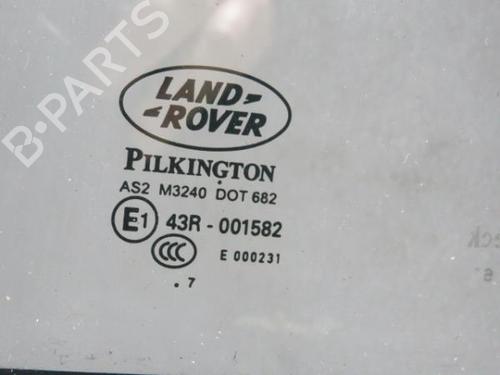 B-PARTS
LAND
ROVER
PILKINGTON
AS2 M3240 DOT 682
E1 43R - 001582
CCC E 000231
. 7